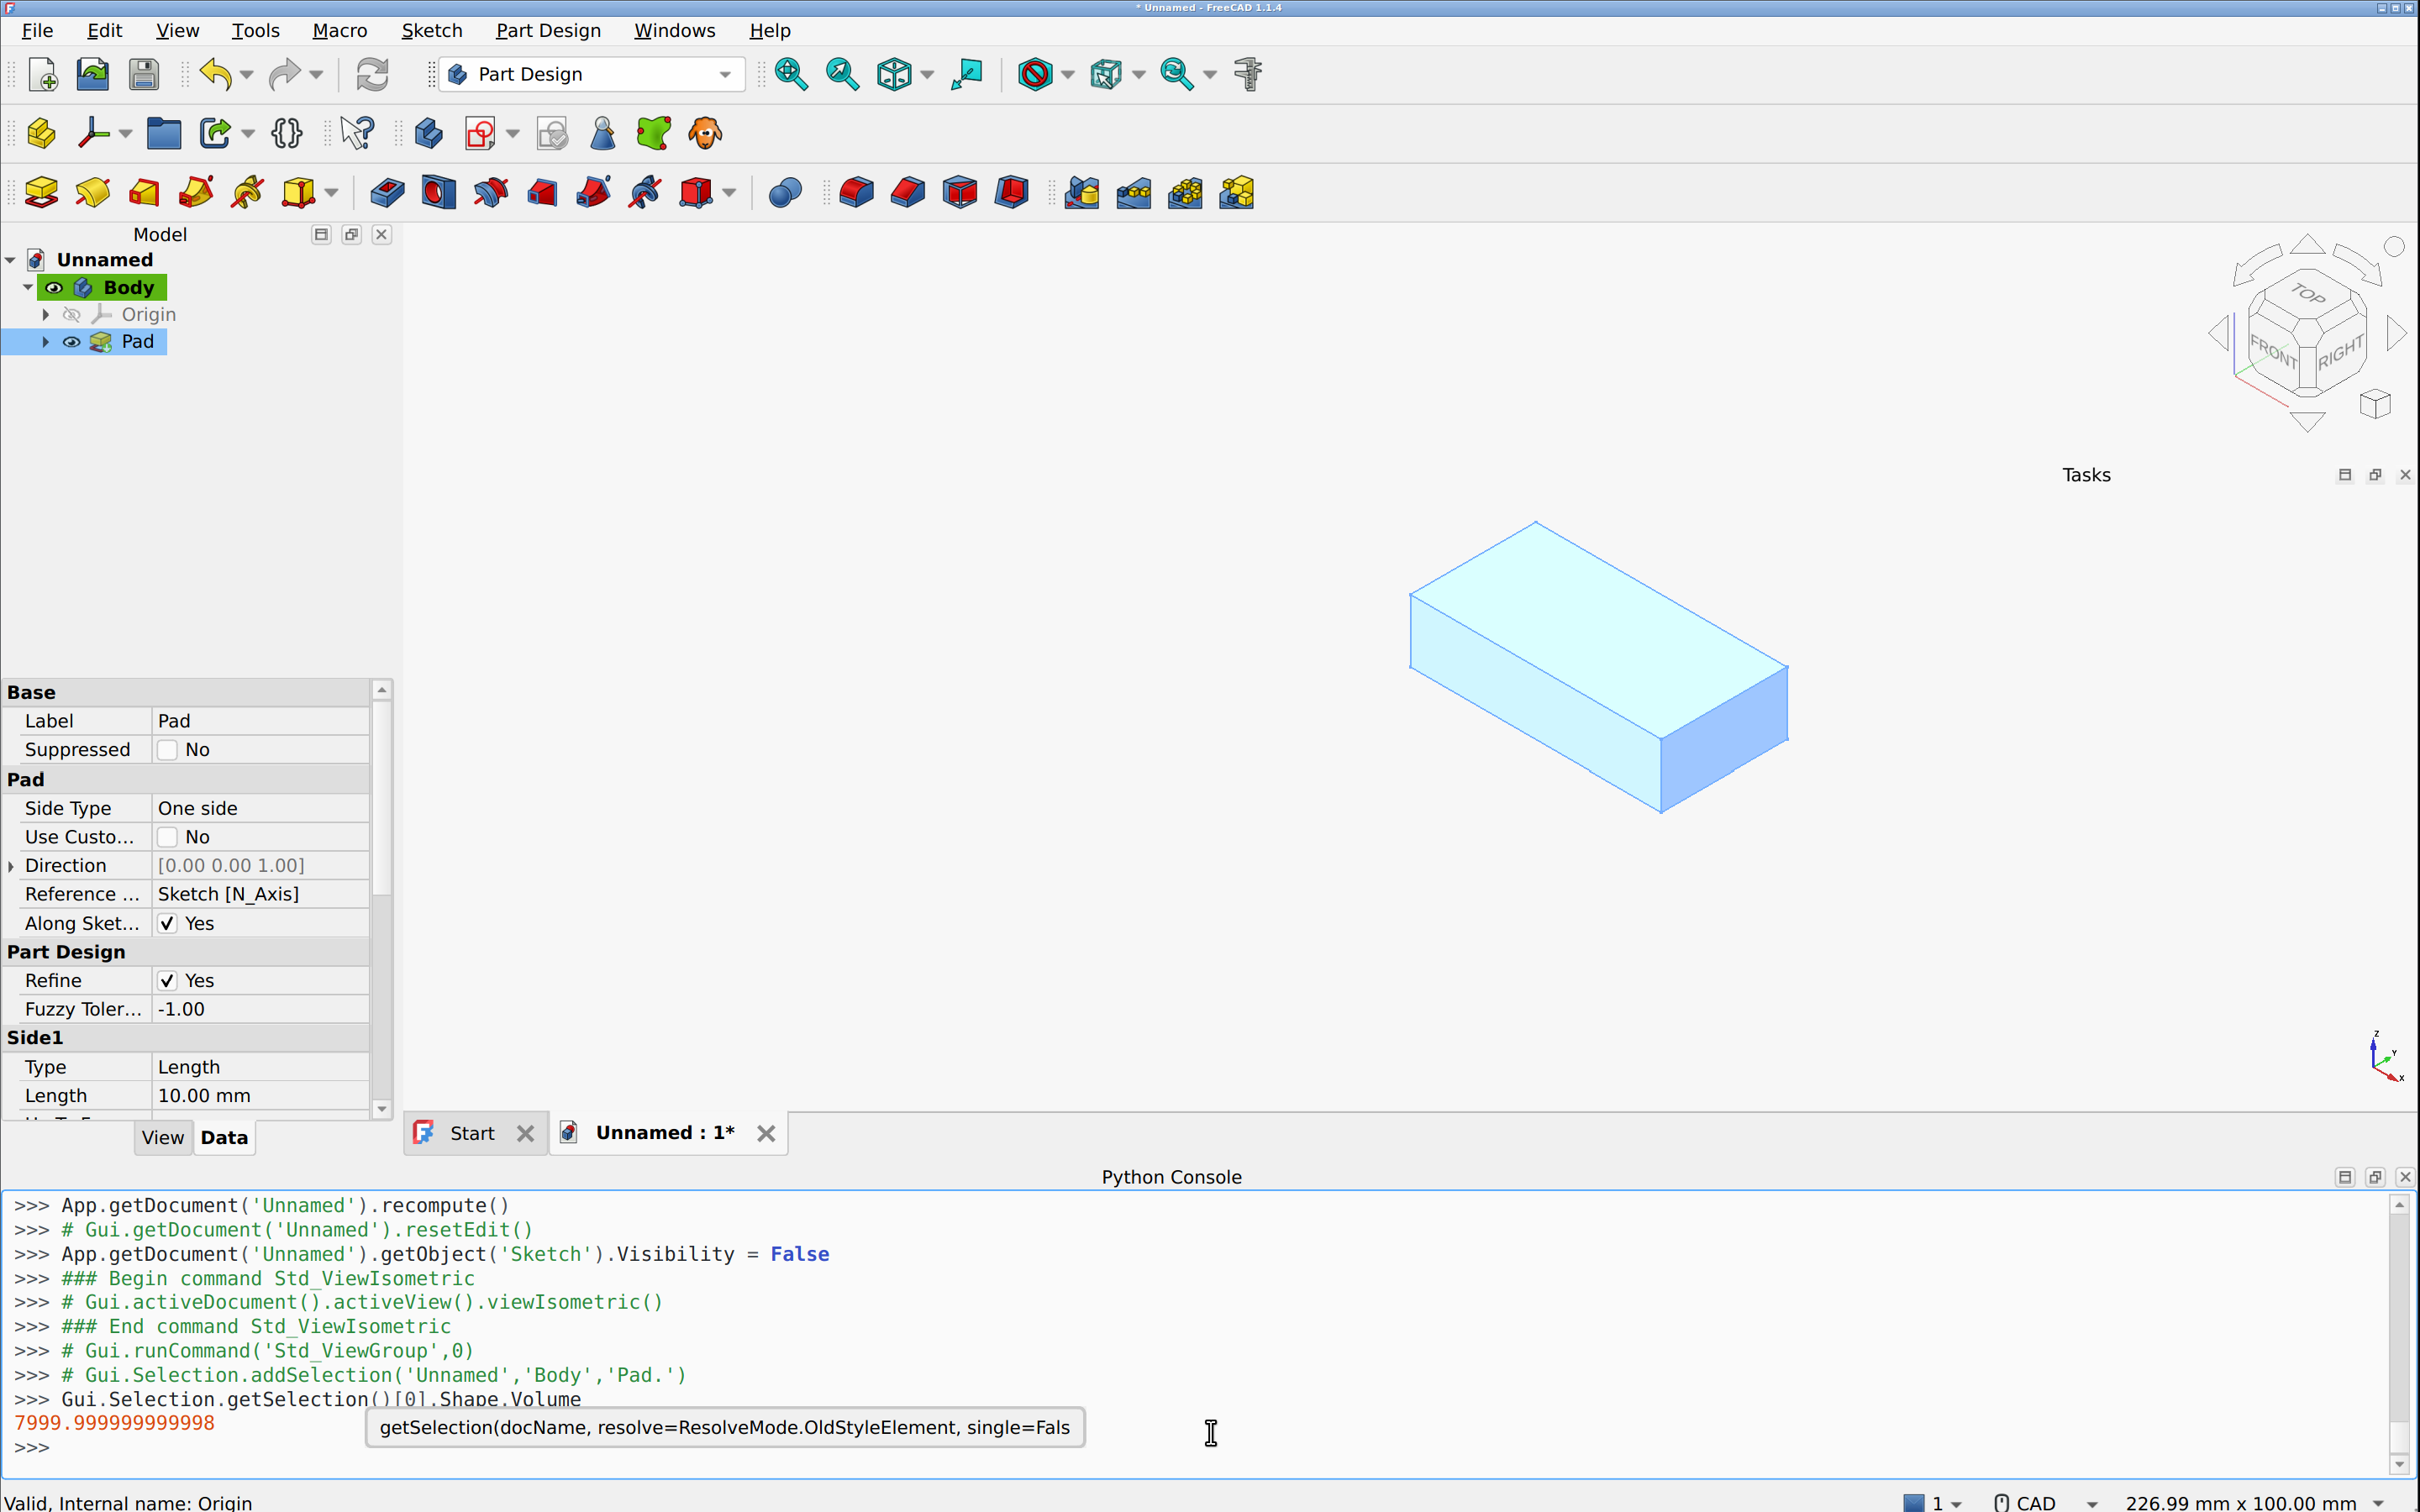 * Unnamed - FreeCAD 1.1.4
File Edit View Tools Macro Sketch Part Design Windows Help
Part Design
Model
Unnamed
Body
Origin
Pad
TOP
FRONT
RIGHT
Tasks
Base
Label Pad
Suppressed No
Pad
Side Type One side
Use Custo... No
Direction [0.00 0.00 1.00]
Reference ... Sketch [N_Axis]
Along Sket... Yes
Part Design
Refine Yes
Fuzzy Toler... -1.00
Side1
Type Length
Length 10.00 mm
View Data
Z
Y
X
Start
Unnamed : 1*
Python Console
>>> App.getDocument('Unnamed').recompute()
>>> # Gui.getDocument('Unnamed').resetEdit()
>>> App.getDocument('Unnamed').getObject('Sketch').Visibility = False
>>> ### Begin command Std_ViewIsometric
>>> # Gui.activeDocument().activeView().viewIsometric()
>>> ### End command Std_ViewIsometric
>>> # Gui.runCommand('Std_ViewGroup',0)
>>> # Gui.Selection.addSelection('Unnamed','Body','Pad.')
>>> Gui.Selection.getSelection()[0].Shape.Volume
7999.999999999998
getSelection(docName, resolve=ResolveMode.OldStyleElement, single=Fals
>>>
Valid, Internal name: Origin
1
CAD
226.99 mm x 100.00 mm